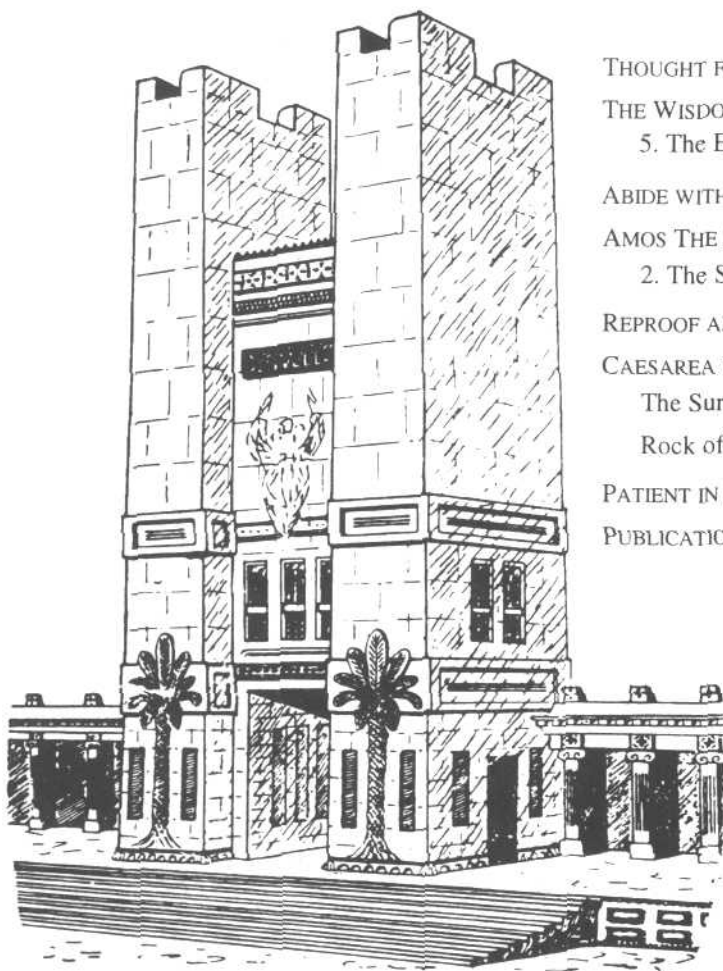 THOUGHT F
THE WISDO
5. The E
ABIDE WITH
AMOS THE
2. The S
REPROOF A
CAESAREA
The Sur
Rock of
PATIENT IN
PUBLICATIO